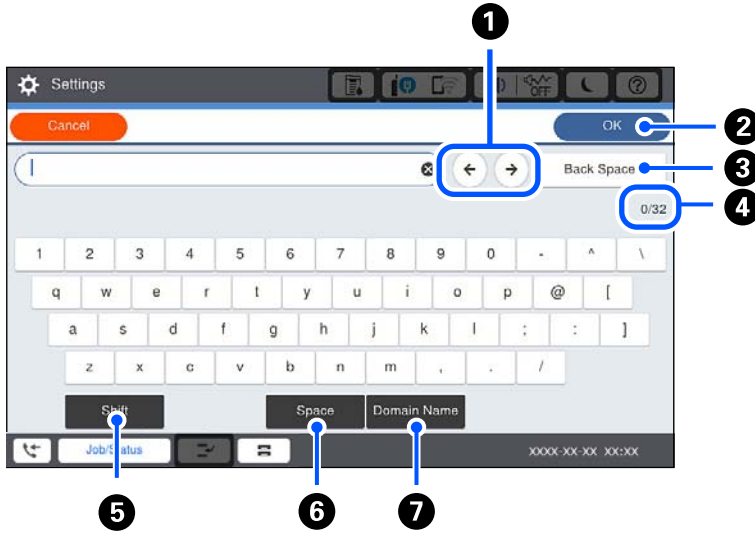 1
Settings
OFF
Cancel
OK
2
Back Space
3
0/32
4
1 2 3 4 5 6 7 8 9 0 - ^ \
q w e r t y u i o p @ [
a s d f g h j k l ; : ]
z x c v b n m , . /
Shift Space Domain Name
Job/Status
XXXX-XX-XX XX:XX
5 6 7